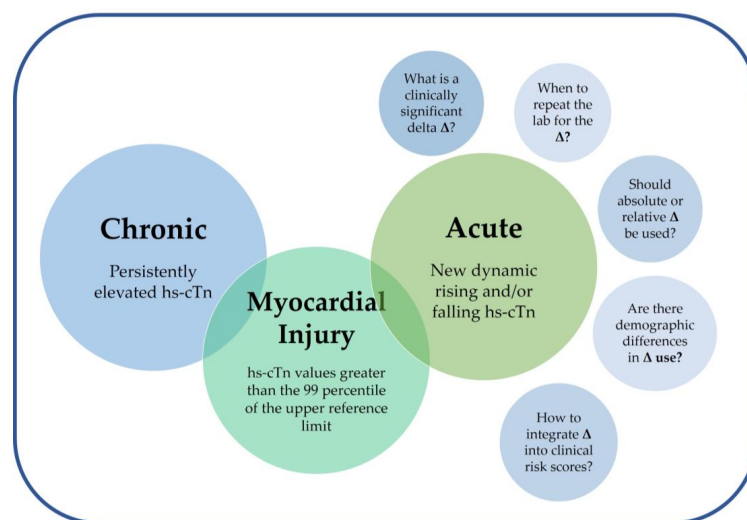 Chronic
Persistently
elevated hs-cTn
Myocardial
Injury
hs-cTn values greater
than the 99 percentile
of the upper reference
limit
Acute
New dynamic
rising and/or
falling hs-cTn
What is a
clinically
significant
delta Δ?
When to
repeat the
lab for the
Δ?
Should
absolute or
relative Δ
be used?
Are there
demographic
differences
in Δ use?
How to
integrate Δ
into clinical
risk scores?